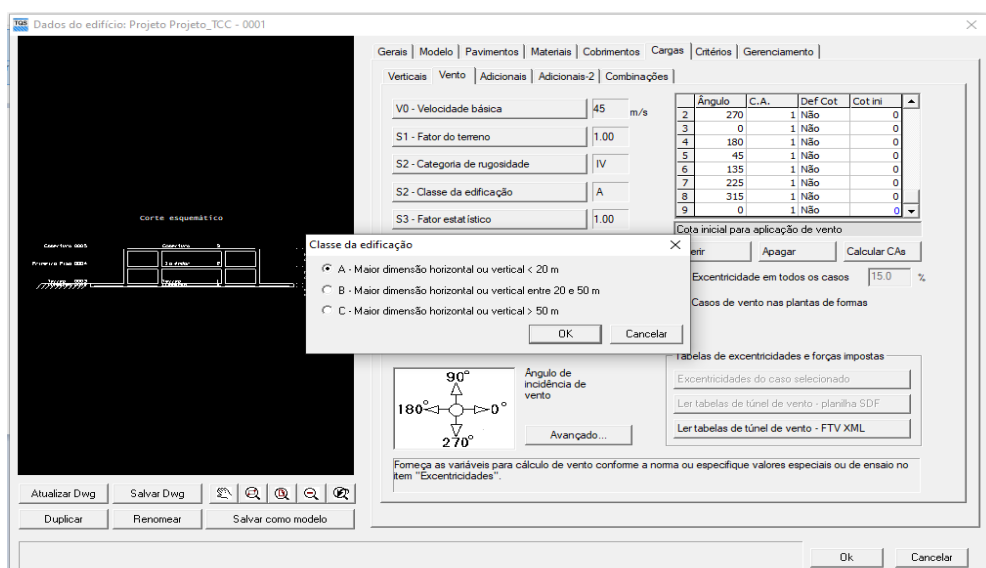 TQS Dados do edifício: Projeto Projeto_TCC - 0001
Gerais Modelo Pavimentos Materiais Cobrimentos Cargas Critérios Gerenciamento
Verticais Vento Adicionais Adicionais-2 Combinações
V0 - Velocidade básica 45 m/s
S1 - Fator do terreno 1.00
S2 - Categoria de rugosidade IV
S2 - Classe da edificação A
S3 - Fator estatístico 1.00
Ângulo C.A. Def Cot Cot ini
2 270 1 Não 0
3 0 1 Não 0
4 180 1 Não 0
5 45 1 Não 0
6 135 1 Não 0
7 225 1 Não 0
8 315 1 Não 0
9 0 1 Não 0
Cota inicial para aplicação de vento
erir Apagar Calcular CAs
Excentricidade em todos os casos 15.0 %
Casos de vento nas plantas de formas
Corte esquemático
Classe da edificação
A - Maior dimensão horizontal ou vertical < 20 m
B - Maior dimensão horizontal ou vertical entre 20 e 50 m
C - Maior dimensão horizontal ou vertical > 50 m
OK Cancelar
90°
180° 0°
270°
Ângulo de
incidência de
vento
Avançado...
Tabelas de excentricidades e forças impostas
Excentricidades do caso selecionado
Ler tabelas de túnel de vento - planilha SDF
Ler tabelas de túnel de vento - FTV XML
Forneça as variáveis para cálculo de vento conforme a norma ou especifique valores especiais ou de ensaio no
item "Excentricidades".
Atualizar Dwg Salvar Dwg
Duplicar Renomear Salvar como modelo
Ok Cancelar